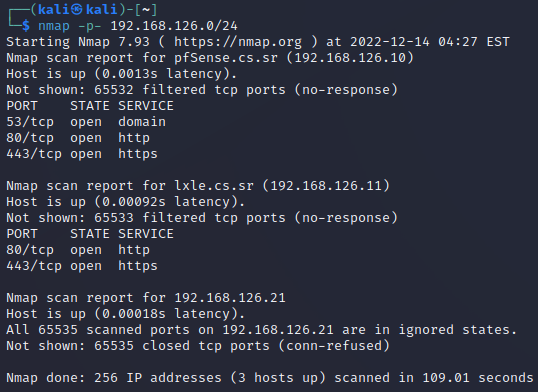 ┌──(kali㉿kali)-[~]
└─$ nmap -p- 192.168.126.0/24
Starting Nmap 7.93 ( https://nmap.org ) at 2022-12-14 04:27 EST
Nmap scan report for pfSense.cs.sr (192.168.126.10)
Host is up (0.0013s latency).
Not shown: 65532 filtered tcp ports (no-response)
PORT    STATE SERVICE
53/tcp  open  domain
80/tcp  open  http
443/tcp open  https

Nmap scan report for lxle.cs.sr (192.168.126.11)
Host is up (0.00092s latency).
Not shown: 65533 filtered tcp ports (no-response)
PORT    STATE SERVICE
80/tcp  open  http
443/tcp open  https

Nmap scan report for 192.168.126.21
Host is up (0.00018s latency).
All 65535 scanned ports on 192.168.126.21 are in ignored states.
Not shown: 65535 closed tcp ports (conn-refused)

Nmap done: 256 IP addresses (3 hosts up) scanned in 109.01 seconds